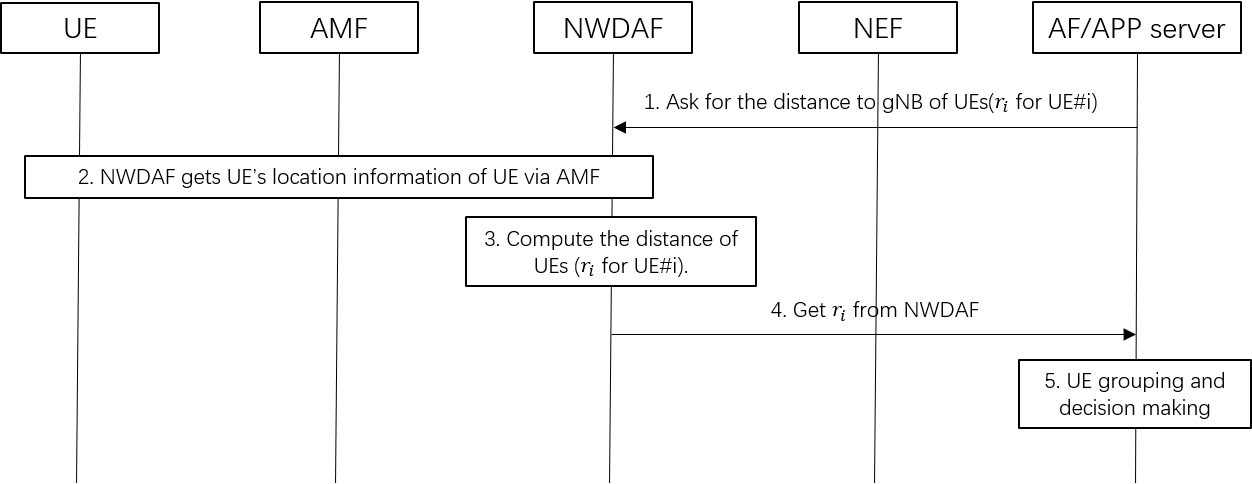 UE
AMF
NWDAF
NEF
AF/APP server
1. Ask for the distance to gNB of UEs(rᵢ for UE#i)
2. NWDAF gets UE’s location information of UE via AMF
3. Compute the distance of
UEs (rᵢ for UE#i).
4. Get rᵢ from NWDAF
5. UE grouping and
decision making